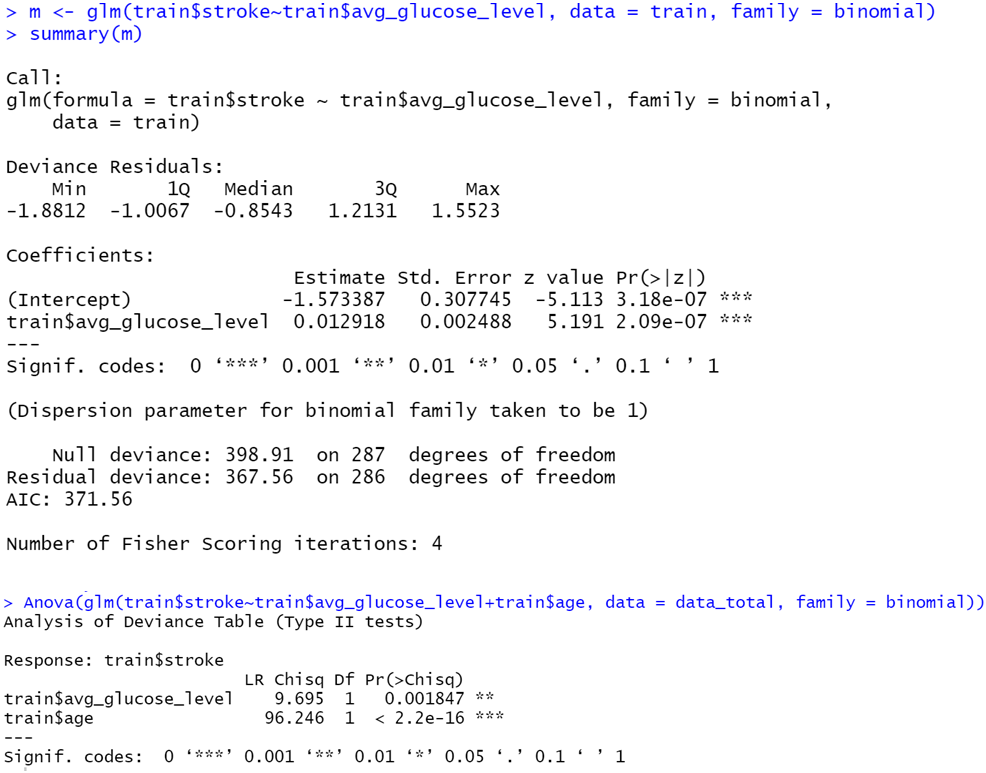 > m <- glm(train$stroke~train$avg_glucose_level, data = train, family = binomial)
> summary(m)
Call:
glm(formula = train$stroke ~ train$avg_glucose_level, family = binomial,
    data = train)
Deviance Residuals:
    Min       1Q   Median       3Q      Max
-1.8812  -1.0067  -0.8543   1.2131   1.5523
Coefficients:
                         Estimate Std. Error z value Pr(>|z|)
(Intercept)             -1.573387   0.307745  -5.113 3.18e-07 ***
train$avg_glucose_level  0.012918   0.002488   5.191 2.09e-07 ***
---
Signif. codes:  0 ‘***’ 0.001 ‘**’ 0.01 ‘*’ 0.05 ‘.’ 0.1 ‘ ’ 1
(Dispersion parameter for binomial family taken to be 1)
    Null deviance: 398.91  on 287  degrees of freedom
Residual deviance: 367.56  on 286  degrees of freedom
AIC: 371.56
Number of Fisher Scoring iterations: 4
> Anova(glm(train$stroke~train$avg_glucose_level+train$age, data = data_total, family = binomial))
Analysis of Deviance Table (Type II tests)
Response: train$stroke
                        LR Chisq Df Pr(>Chisq)
train$avg_glucose_level    9.695  1   0.001847 **
train$age                 96.246  1  < 2.2e-16 ***
---
Signif. codes:  0 ‘***’ 0.001 ‘**’ 0.01 ‘*’ 0.05 ‘.’ 0.1 ‘ ’ 1